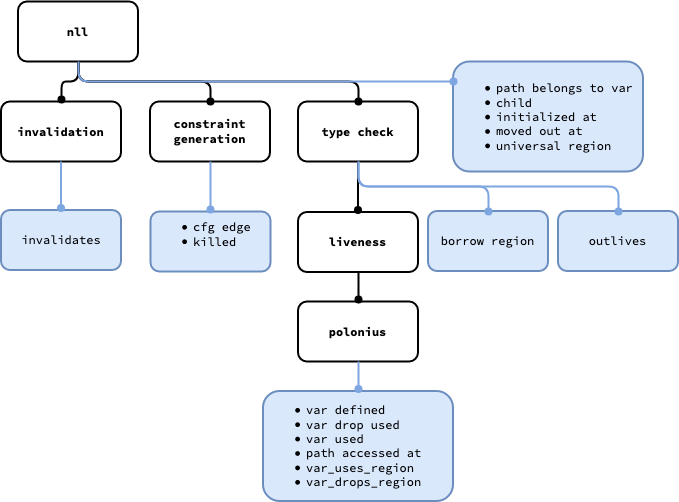 nll
• path belongs to var
• child
• initialized at
• moved out at
• universal region
invalidation
constraint
generation
type check
invalidates
• cfg edge
• killed
liveness
borrow region
outlives
polonius
• var defined
• var drop used
• var used
• path accessed at
• var_uses_region
• var_drops_region